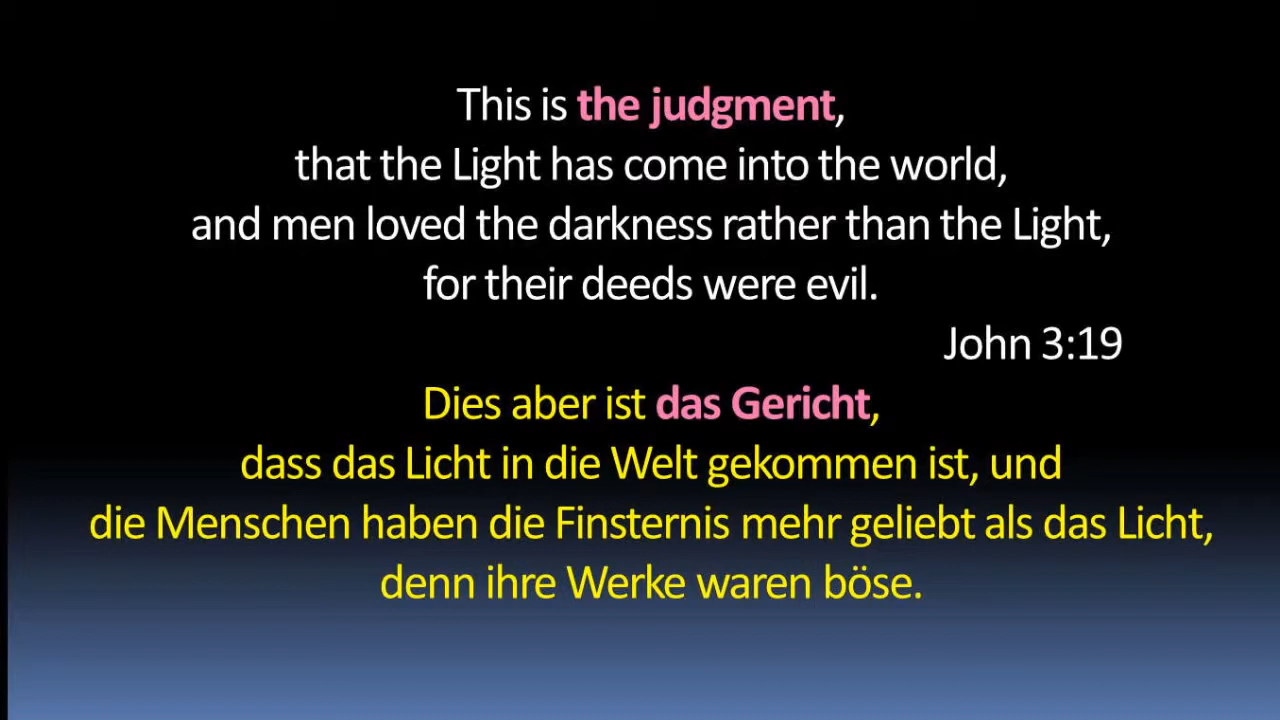 This is the judgment,
that the Light has come into the world,
and men loved the darkness rather than the Light,
for their deeds were evil.
John 3:19
Dies aber ist das Gericht,
dass das Licht in die Welt gekommen ist, und
die Menschen haben die Finsternis mehr geliebt als das Licht,
denn ihre Werke waren böse.